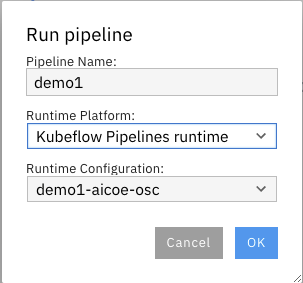 Run pipeline
Pipeline Name:
demo1
Runtime Platform:
Kubeflow Pipelines runtime
Runtime Configuration:
demo1-aicoe-osc
Cancel
OK